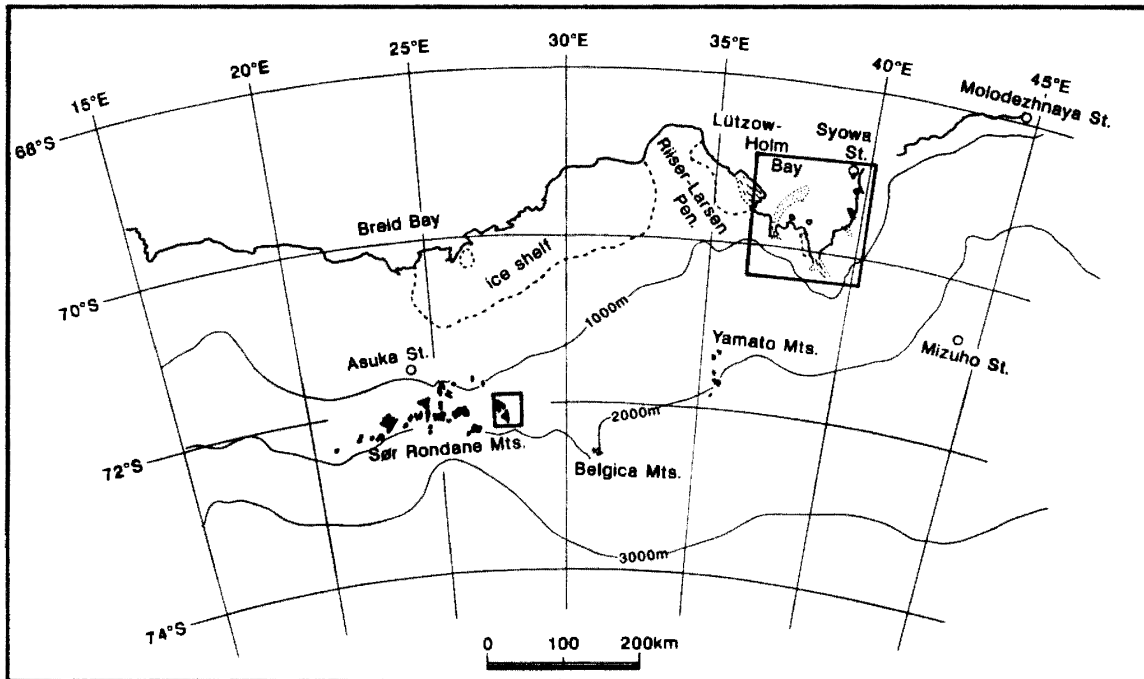 15°E
20°E
25°E
30°E
35°E
40°E
45°E
68°S
70°S
72°S
74°S
Molodezhnaya St.
Lützow-
Holm
Bay
Syowa
St.
Riiser-Larsen
Pen.
Breid Bay
ice shelf
1000m
Asuka St.
Yamato Mts.
Mizuho St.
2000m
Sør Rondane Mts.
Belgica Mts.
3000m
0 100 200km